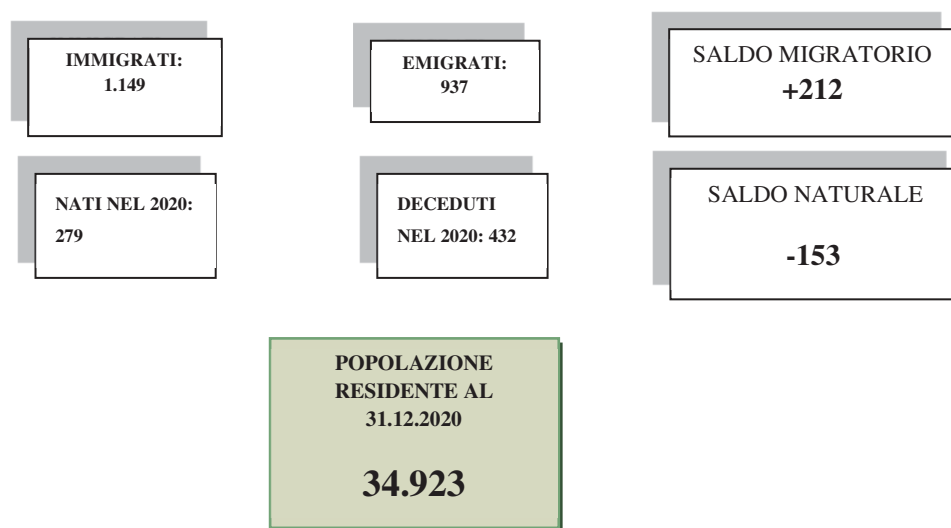 IMMIGRATI:
1.149
EMIGRATI:
937
SALDO MIGRATORIO
+212
NATI NEL 2020:
279
DECEDUTI
NEL 2020: 432
SALDO NATURALE
-153
POPOLAZIONE
RESIDENTE AL
31.12.2020
34.923